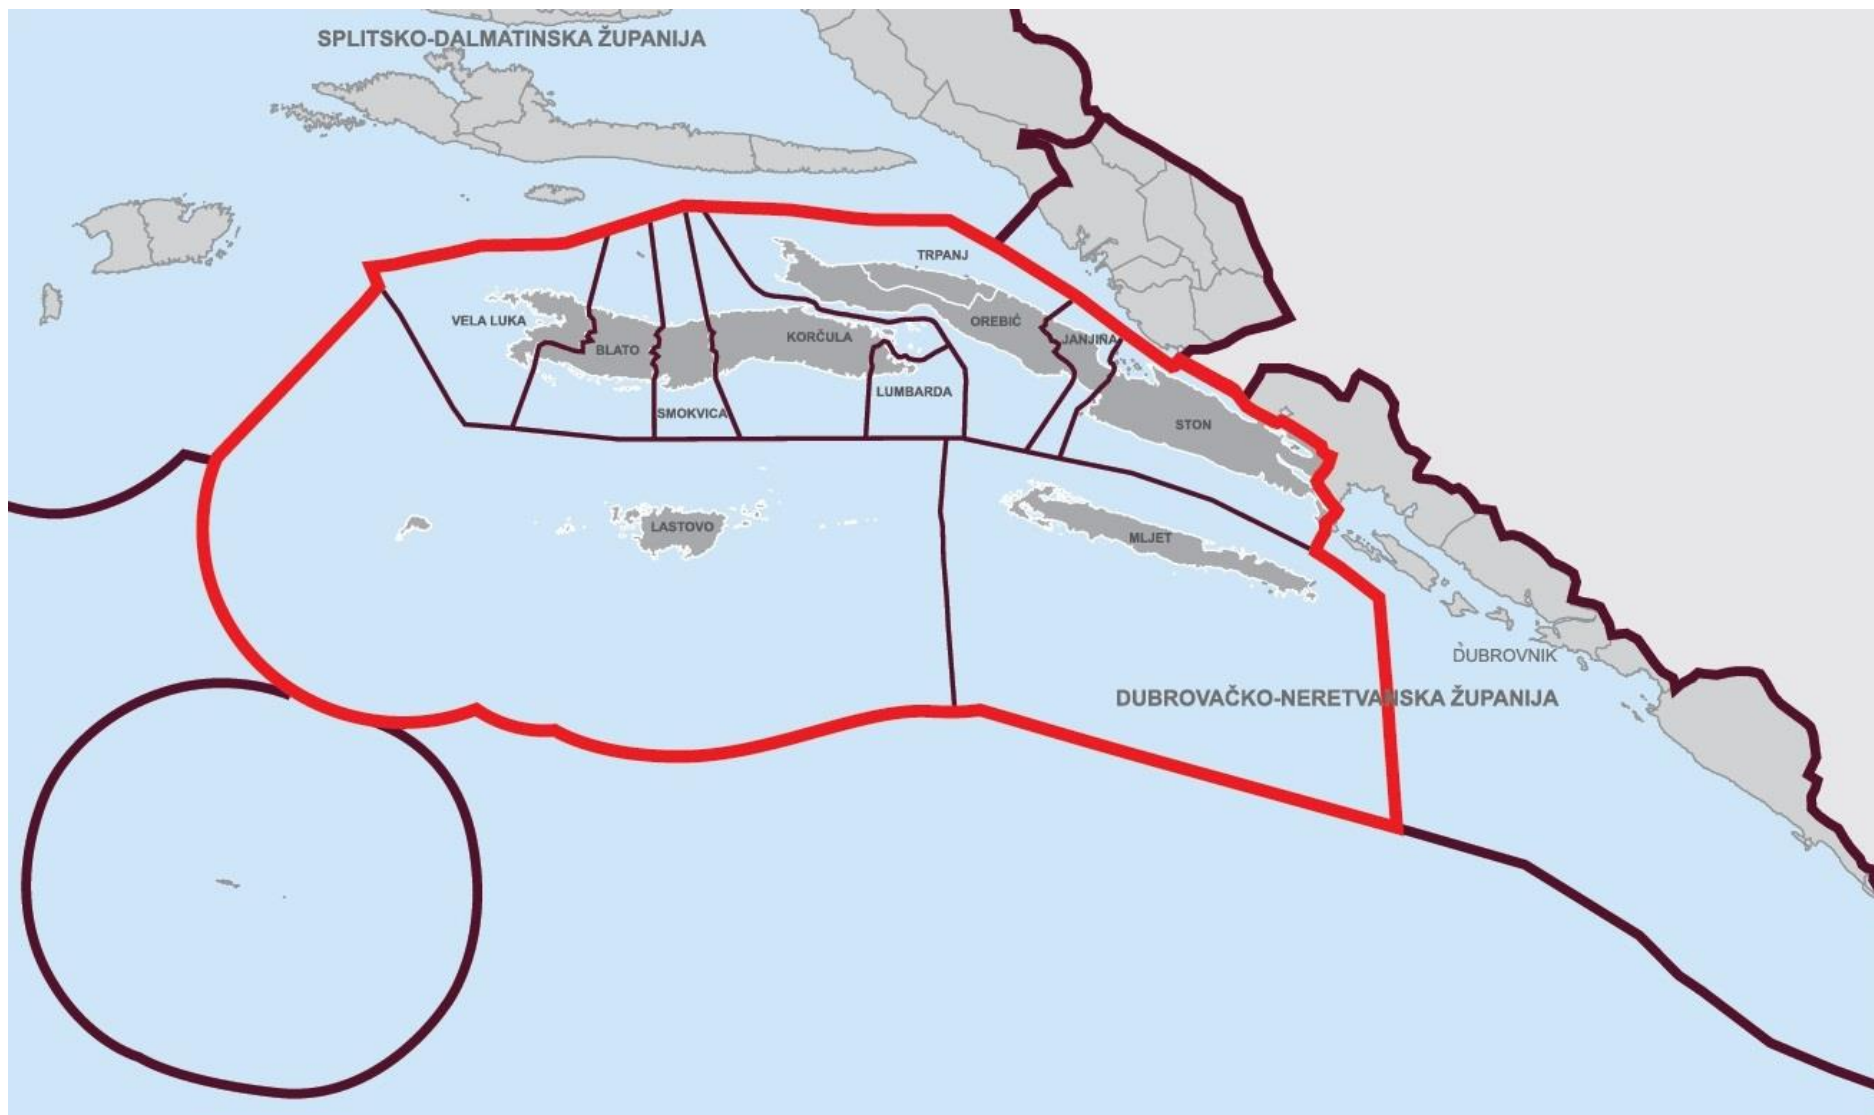 SPLITSKO-DALMATINSKA ŽUPANIJA
TRPANJ
VELA LUKA
OREBIĆ
KORČULA
JANJINA
BLATO
LUMBARDA
SMOKVICA
STON
LASTOVO
MLJET
DUBROVNIK
DUBROVAČKO-NERETVANSKA ŽUPANIJA